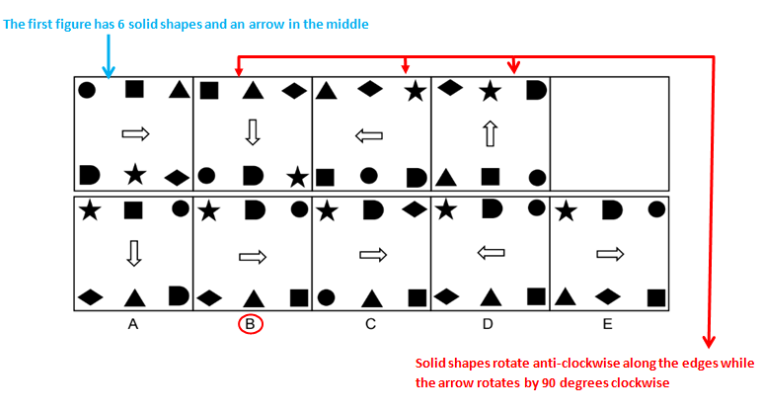 The first figure has 6 solid shapes and an arrow in the middle
A B C D E
Solid shapes rotate anti-clockwise along the edges while
the arrow rotates by 90 degrees clockwise